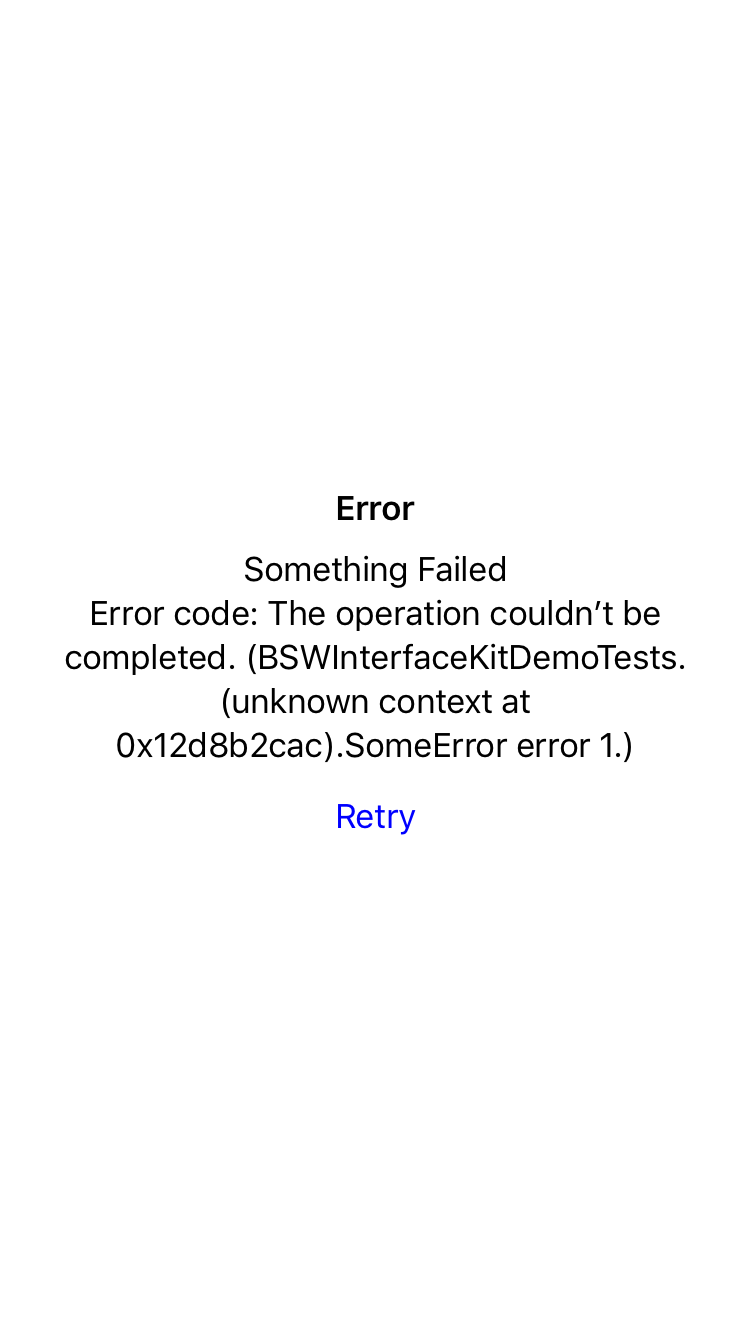 Error
Something Failed
Error code: The operation couldn’t be
completed. (BSWInterfaceKitDemoTests.
(unknown context at
0x12d8b2cac).SomeError error 1.)
Retry